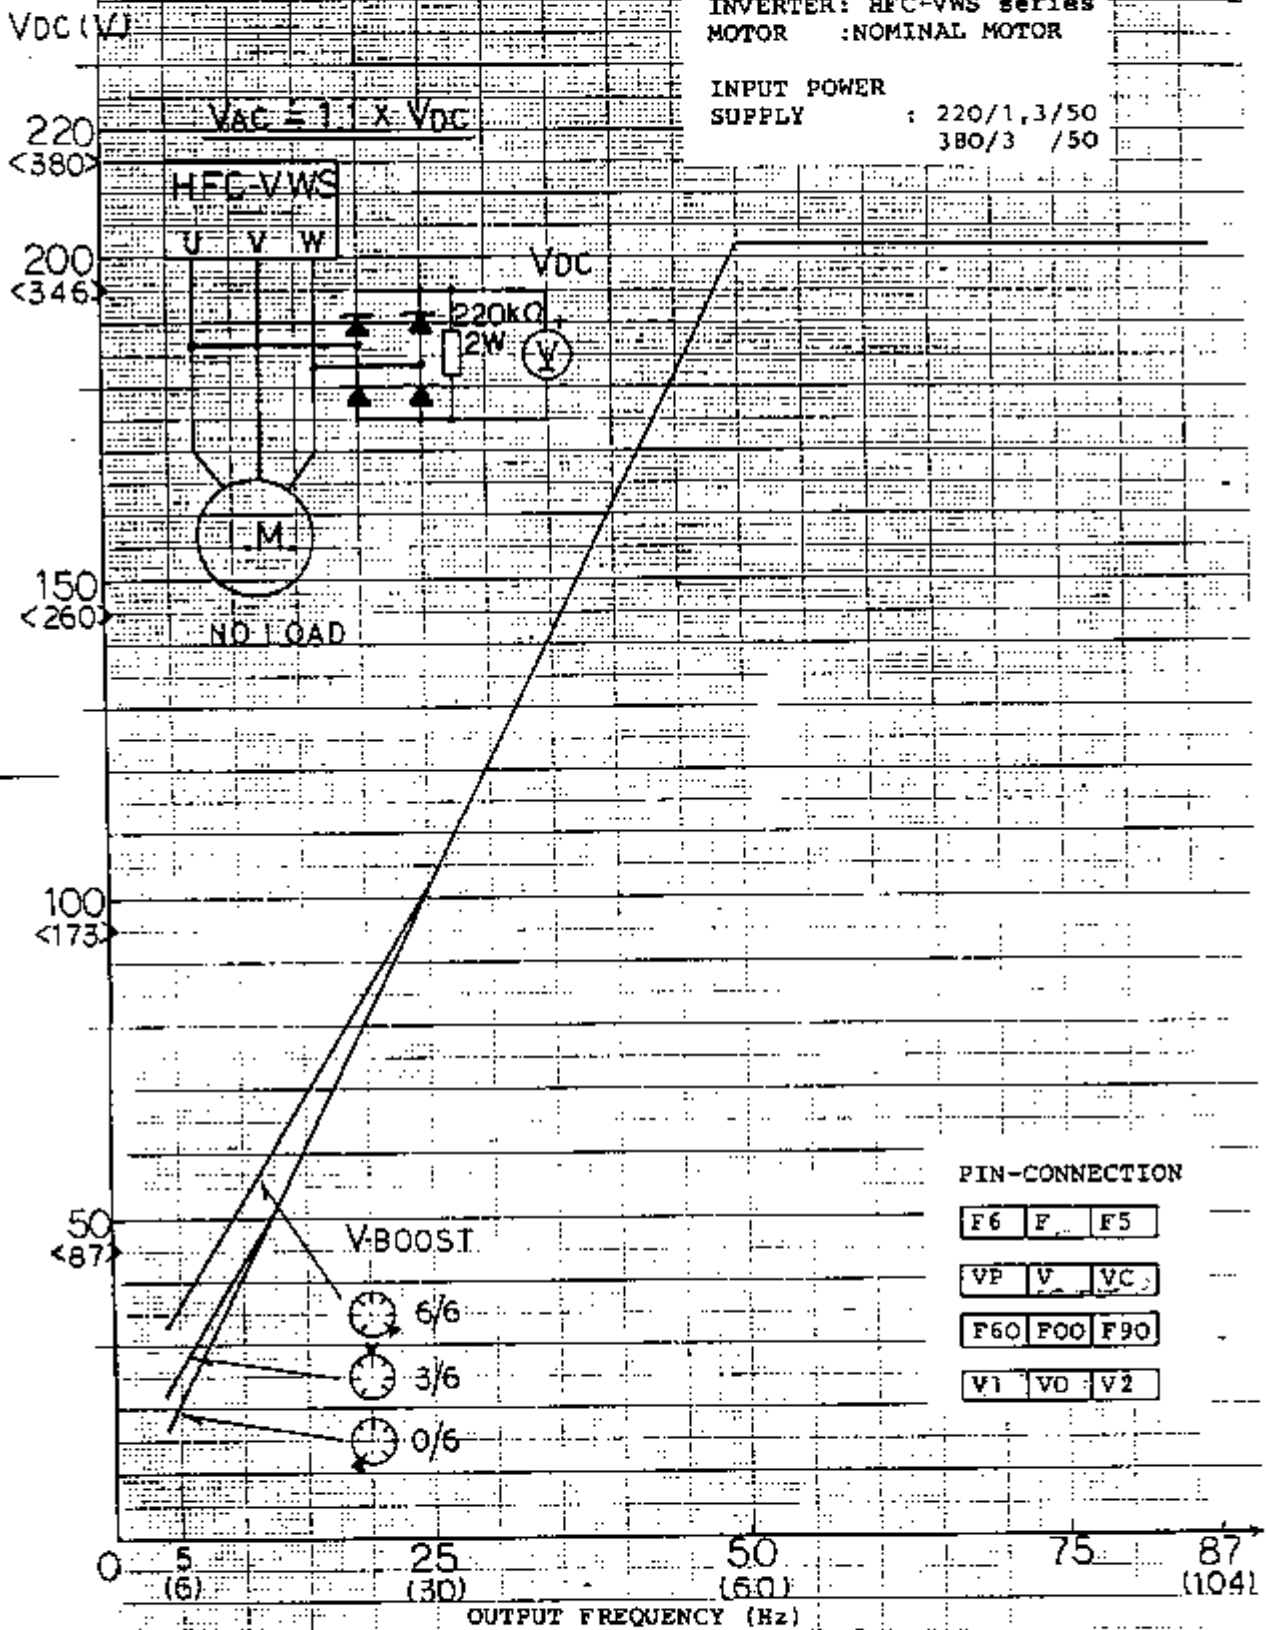 INVERTER: HFC-VWS series
VDC (V)
MOTOR :NOMINAL MOTOR
INPUT POWER
SUPPLY : 220/1,3/50
380/3 /50
VAC = 1.1 X VDC
220
<380>
HFC-VWS
U V W
200
<346>
VDC
220kΩ
2W
+
V
I.M.
150
<260>
NO LOAD
100
<173>
50
<87>
V-BOOST
6/6
3/6
0/6
PIN-CONNECTION
F6 F F5
VP V VC
F60 F00 F90
V1 V0 V2
0 5 25 50 75 87
(6) (30) (60) (104)
OUTPUT FREQUENCY (Hz)